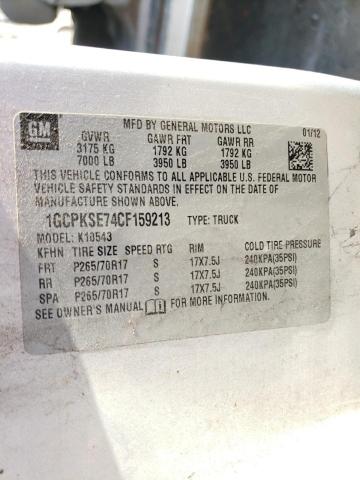 GM
MFD BY GENERAL MOTORS LLC 01/12
GVWR GAWR FRT GAWR RR
3175 KG 1792 KG 1792 KG
7000 LB 3950 LB 3950 LB
THIS VEHICLE CONFORMS TO ALL APPLICABLE U.S. FEDERAL MOTOR
VEHICLE SAFETY STANDARDS IN EFFECT ON THE DATE OF
MANUFACTURE SHOWN ABOVE.
1GCPKSE74CF159213 TYPE: TRUCK
MODEL: K10543
KFHN TIRE SIZE SPEED RTG RIM COLD TIRE PRESSURE
FRT P265/70R17 S 17X7.5J 240KPA(35PSI)
RR P265/70R17 S 17X7.5J 240KPA(35PSI)
SPA P265/70R17 S 17X7.5J 240KPA(35PSI)
SEE OWNER'S MANUAL FOR MORE INFORMATION.